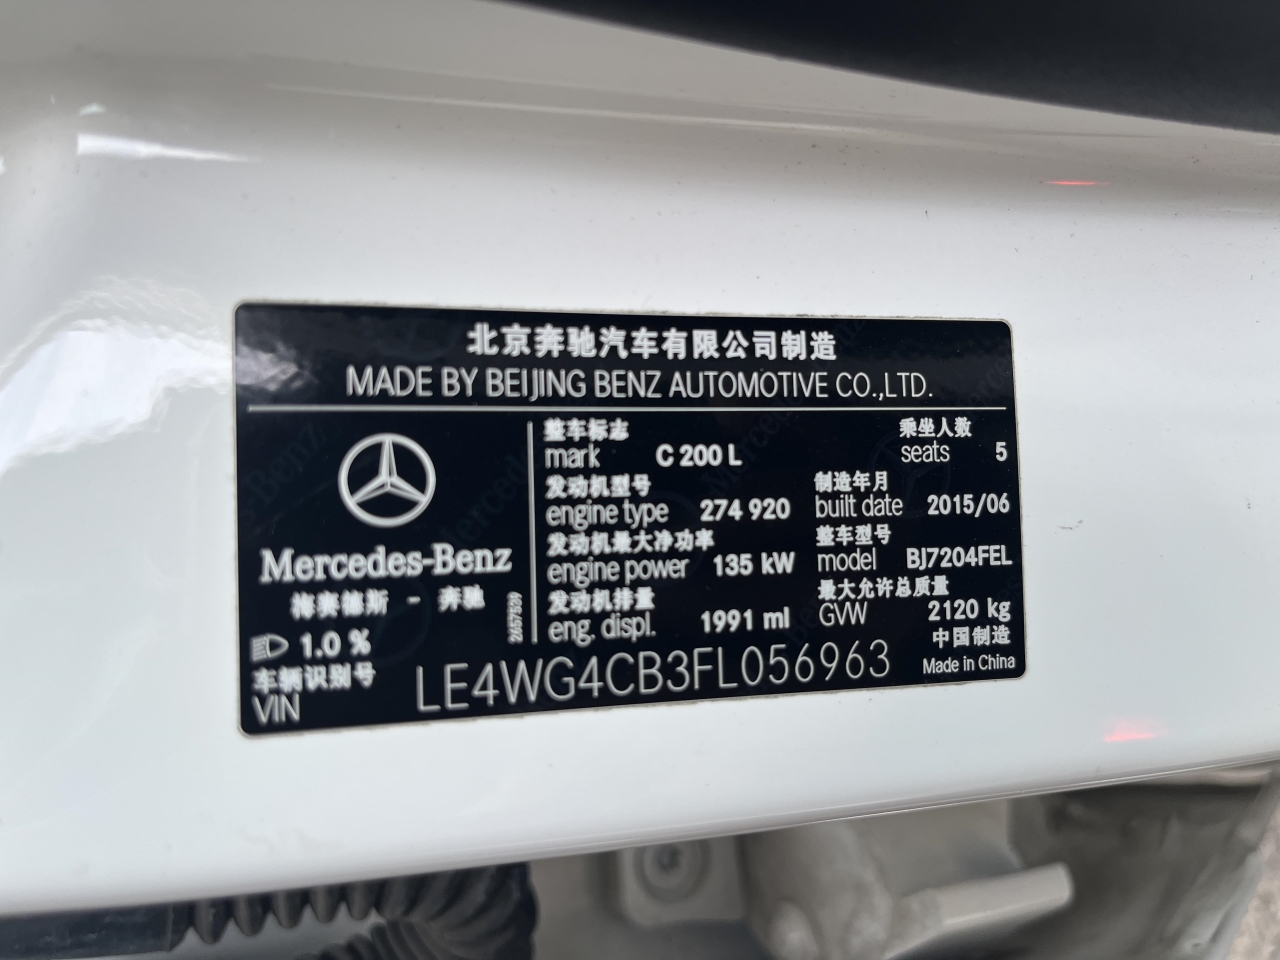 北京奔驰汽车有限公司制造
MADE BY BEIJING BENZ AUTOMOTIVE CO.,LTD.
整车标志
mark C 200 L
乘坐人数
seats 5
发动机型号
engine type 274 920
制造年月
built date 2015/06
发动机最大净功率
engine power 135 kW
整车型号
model BJ7204FEL
发动机排量
eng. displ. 1991 ml
最大允许总质量
GVW 2120 kg
中国制造
Made in China
Mercedes-Benz
梅赛德斯 - 奔驰
2657539
1.0 %
车辆识别号
VIN LE4WG4CB3FL056963